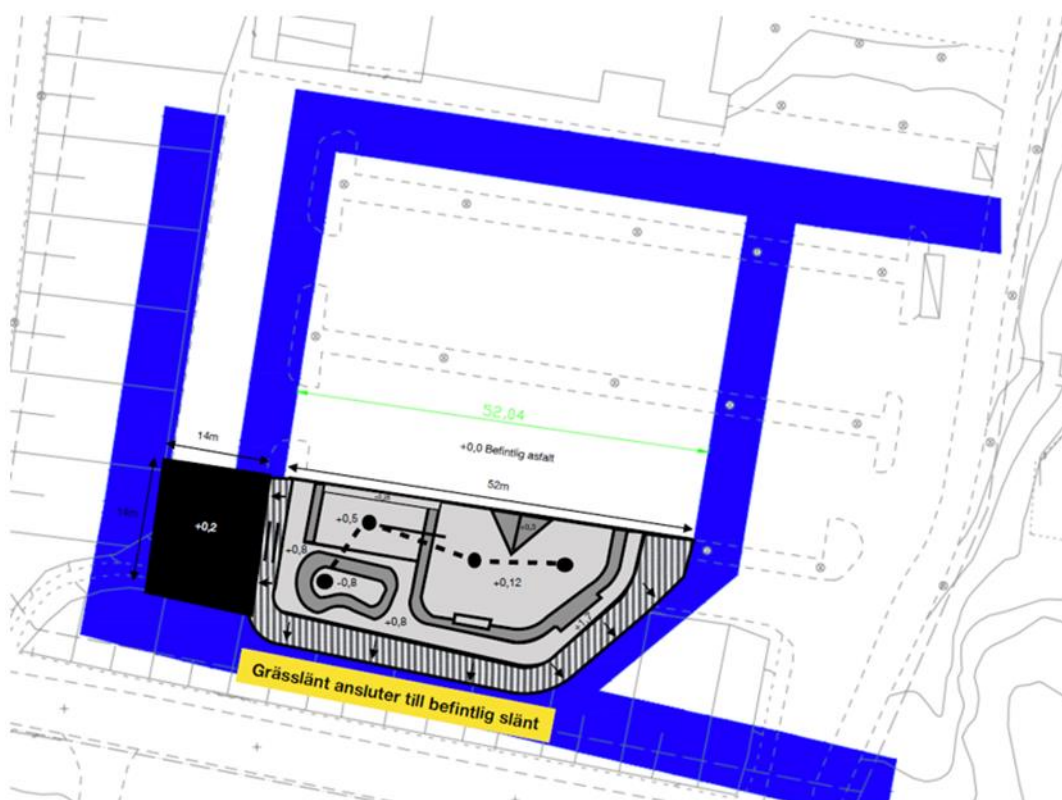 52,04
14m
+0,0 Befintlig asfalt
52m
14m
+0,2
+0,5
+0,8
-0,8
+0,12
+0,8
Grässlänt ansluter till befintlig slänt